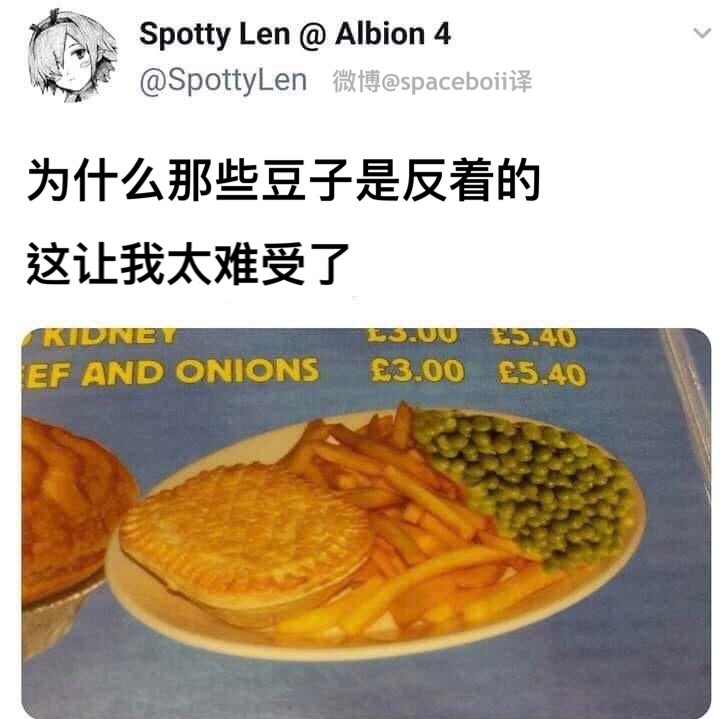 Spotty Len @ Albion 4
@SpottyLen 微博@spaceboii译
为什么那些豆子是反着的
这让我太难受了
KIDNEY £3.00 £5.40
EF AND ONIONS £3.00 £5.40